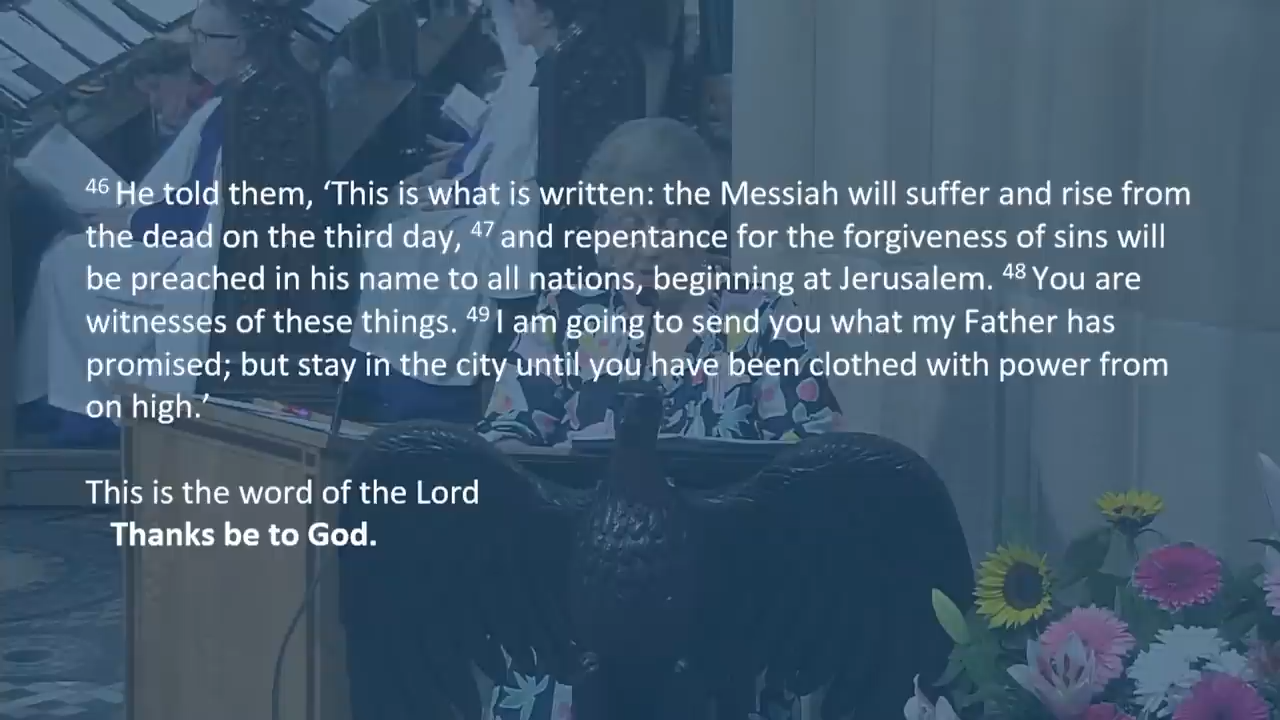 46 He told them, ‘This is what is written: the Messiah will suffer and rise from
the dead on the third day, 47 and repentance for the forgiveness of sins will
be preached in his name to all nations, beginning at Jerusalem. 48 You are
witnesses of these things. 49 I am going to send you what my Father has
promised; but stay in the city until you have been clothed with power from
on high.’
This is the word of the Lord
Thanks be to God.